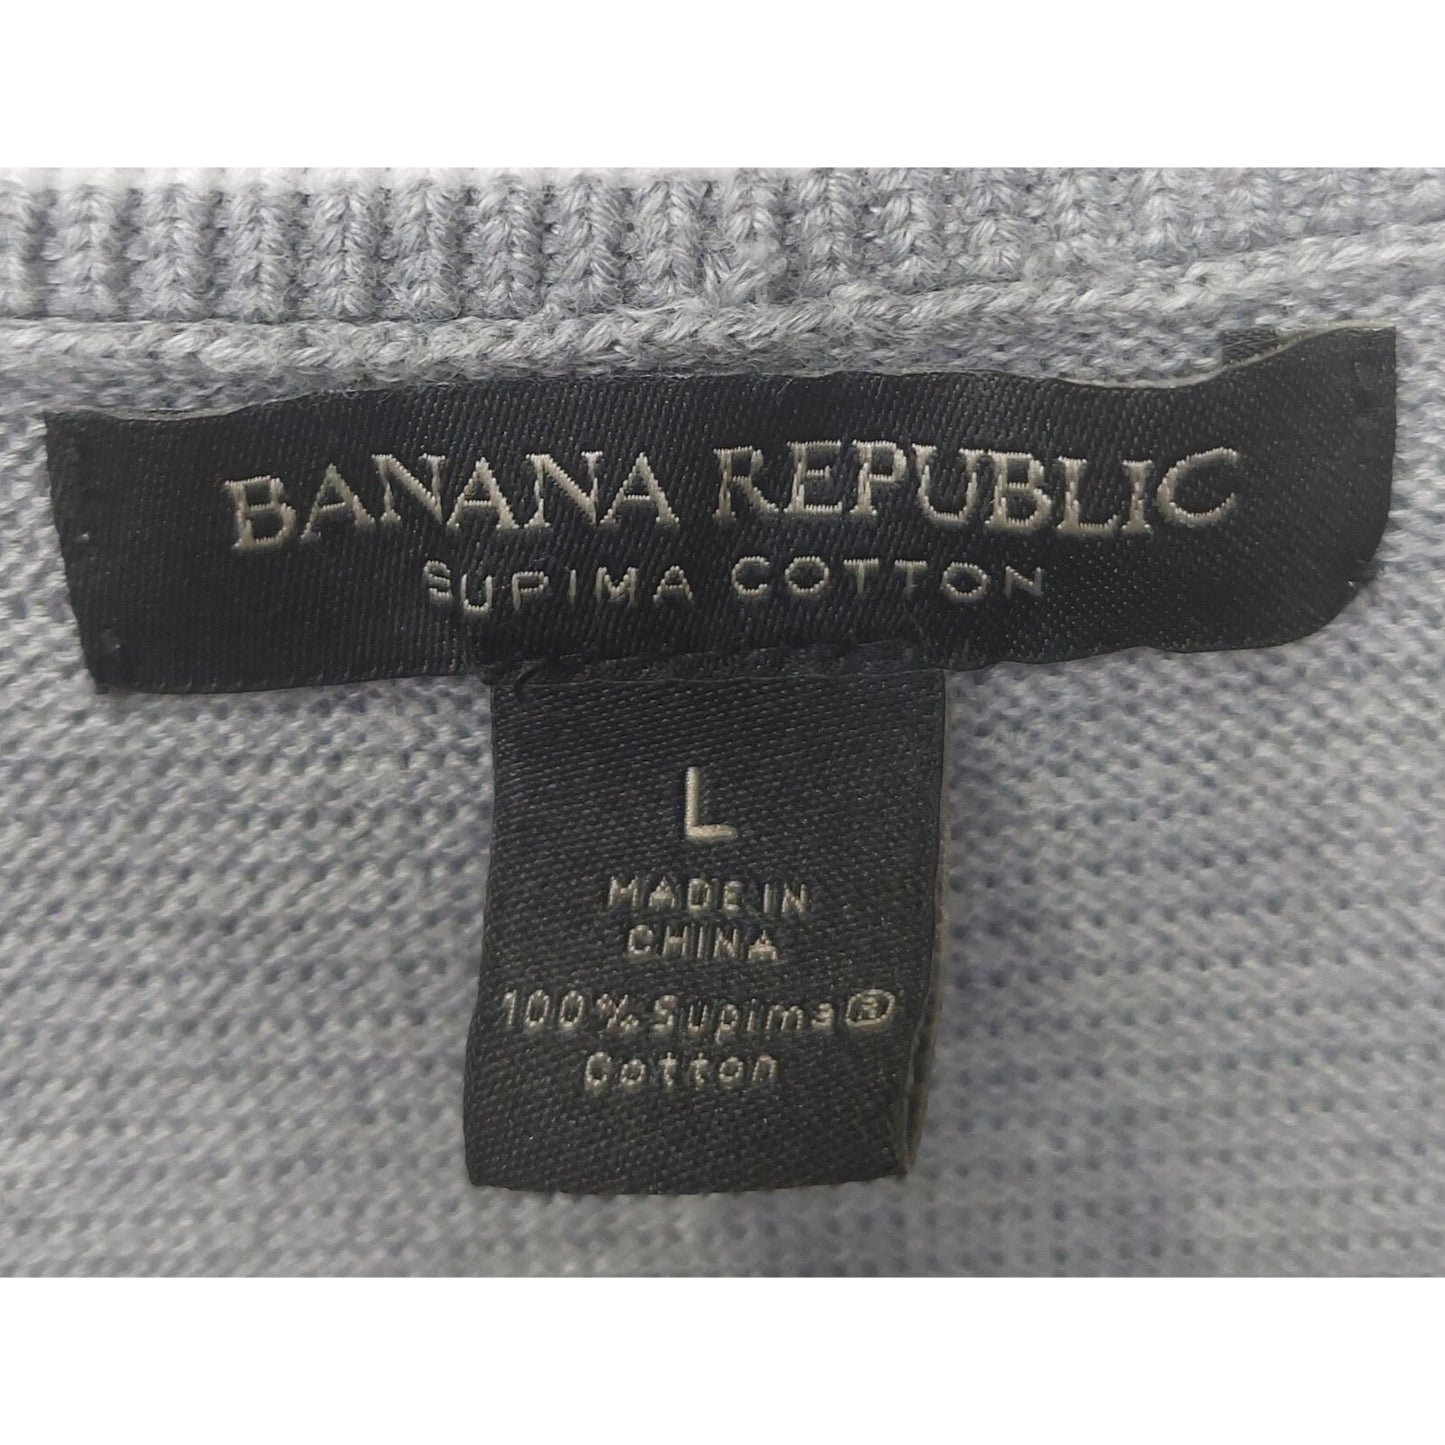 BANANA REPUBLIC
SUPIMA COTTON
L
MADE IN
CHINA
100% Supima®
Cotton